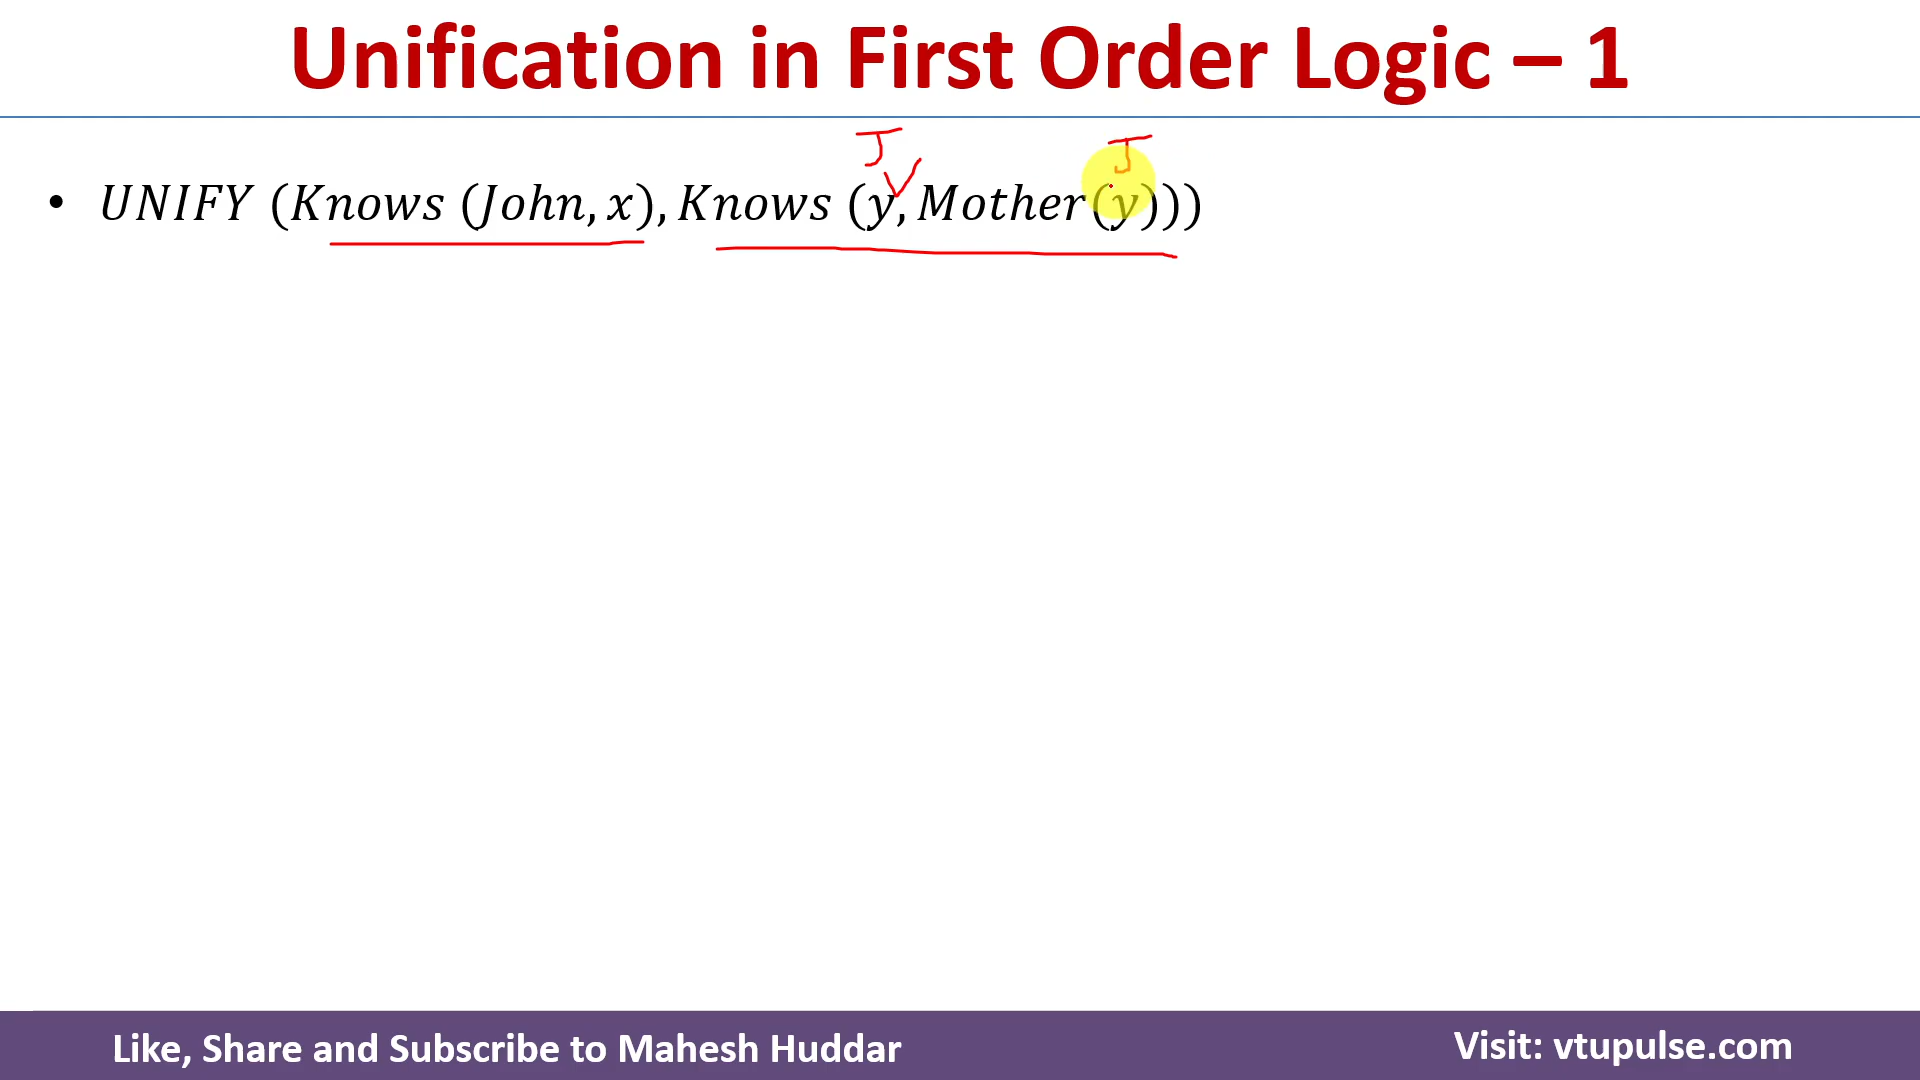 Unification in First Order Logic – 1
J J
• UNIFY (Knows (John, x), Knows (y, Mother(y)))
Like, Share and Subscribe to Mahesh Huddar
Visit: vtupulse.com